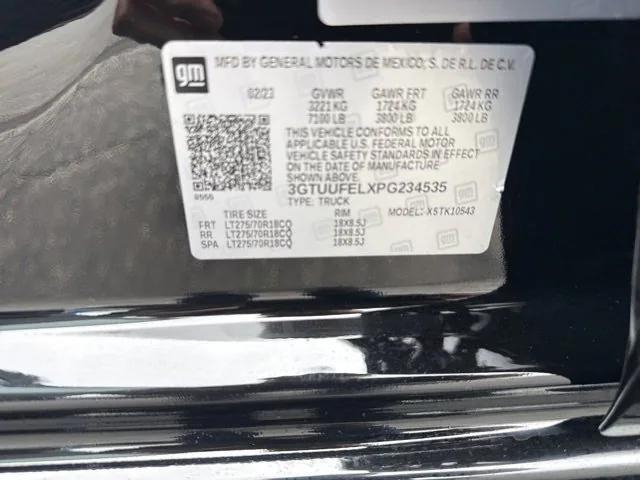 gm
MFD BY GENERAL MOTORS DE MEXICO, S. DE R.L. DE C.V.
02/23 GVWR GAWR FRT GAWR RR
3221 KG 1724 KG 1724 KG
7100 LB 3800 LB 3800 LB
THIS VEHICLE CONFORMS TO ALL
APPLICABLE U.S. FEDERAL MOTOR
VEHICLE SAFETY STANDARDS IN EFFECT
ON THE DATE OF MANUFACTURE
SHOWN ABOVE.
3GTUUFELXPG234535
TYPE: TRUCK
TIRE SIZE RIM MODEL: X5TK10543
FRT LT275/70R18CQ 18X8.5J
RR LT275/70R18CQ 18X8.5J
SPA LT275/70R18CQ 18X8.5J